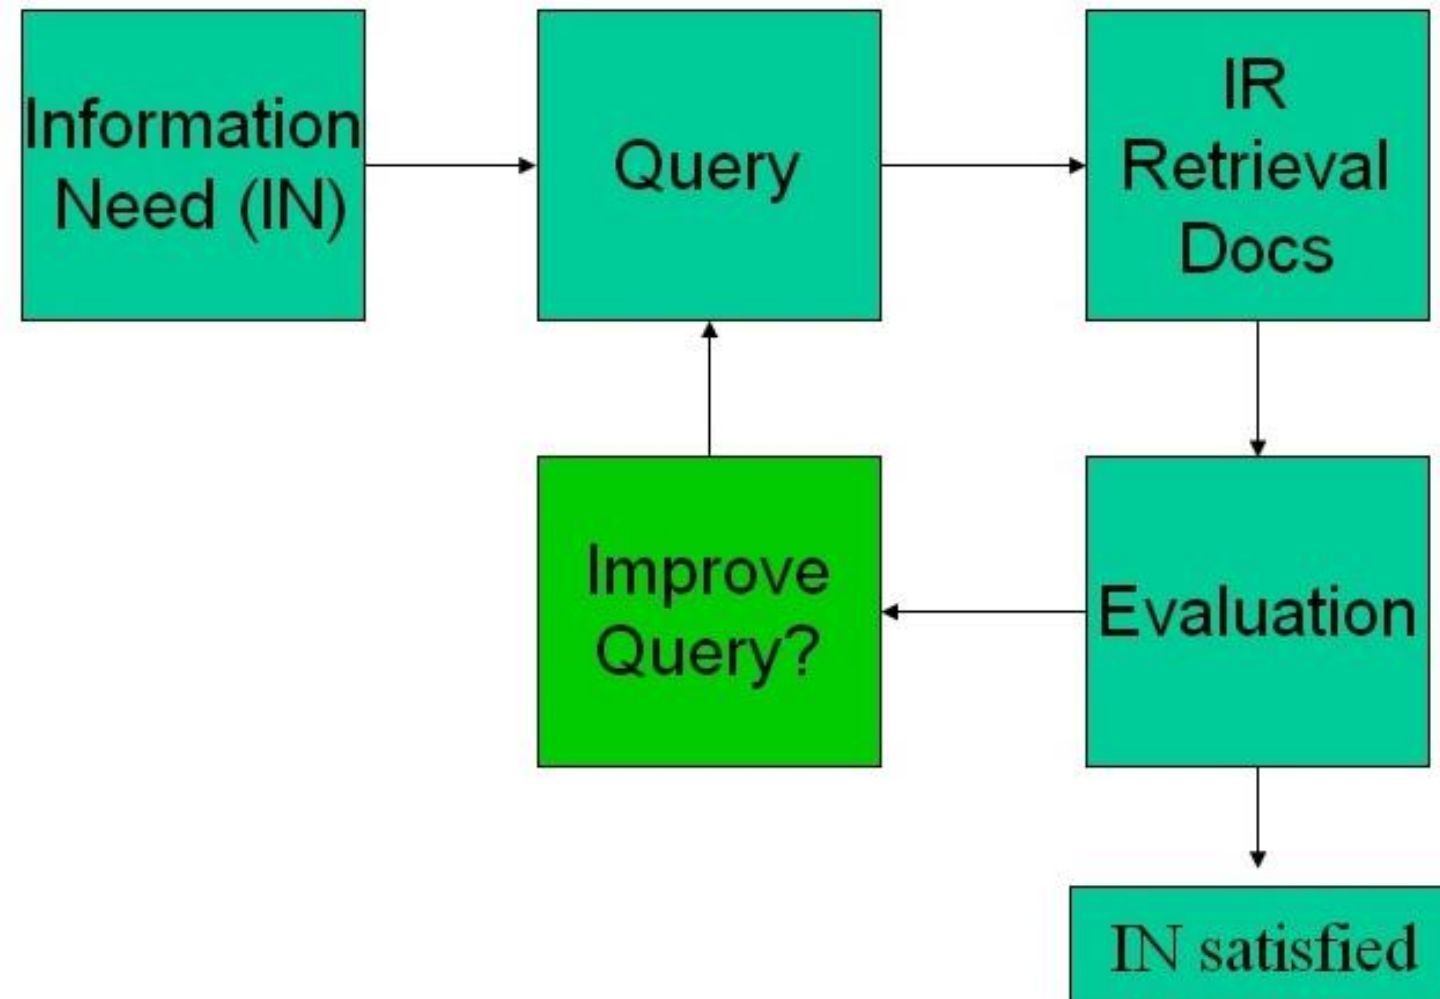 Information
Need (IN)
Query
IR
Retrieval
Docs
Improve
Query?
Evaluation
IN satisfied